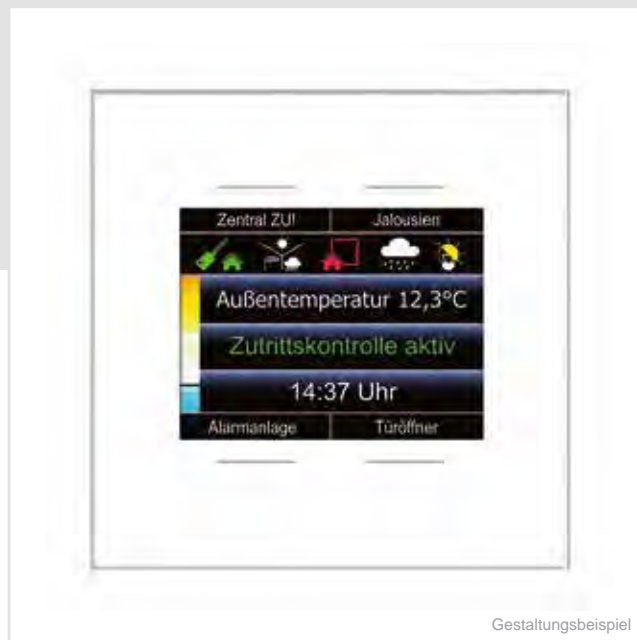 Zentral ZU! Jalousien
Außentemperatur 12,3°C
Zutrittskontrolle aktiv
14:37 Uhr
Alarmanlage Türöffner
Gestaltungsbeispiel